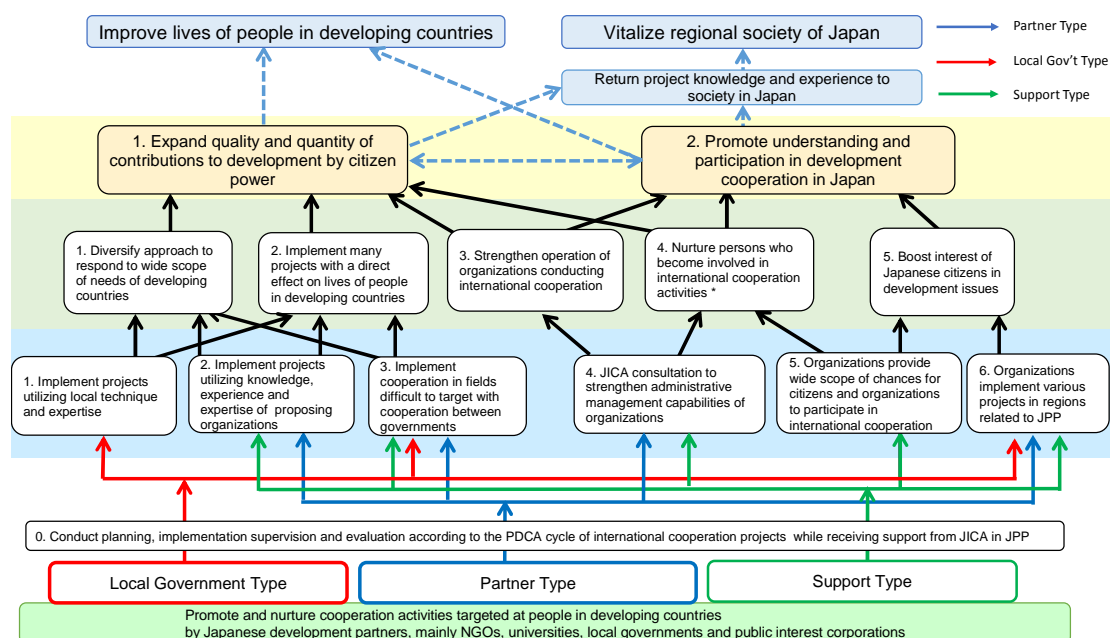 Improve lives of people in developing countries
Vitalize regional society of Japan
Partner Type
Local Gov't Type
Support Type
Return project knowledge and experience to
society in Japan
1. Expand quality and quantity of
contributions to development by citizen
power
2. Promote understanding and
participation in development
cooperation in Japan
1. Diversify approach to
respond to wide scope
of needs of developing
countries
2. Implement many
projects with a direct
effect on lives of people
in developing countries
3. Strengthen operation of
organizations conducting
international cooperation
4. Nurture persons who
become involved in
international cooperation
activities *
5. Boost interest of
Japanese citizens in
development issues
1. Implement projects
utilizing local technique
and expertise
2. Implement projects
utilizing knowledge,
experience and
expertise of proposing
organizations
3. Implement
cooperation in fields
difficult to target with
cooperation between
governments
4. JICA consultation to
strengthen administrative
management capabilities of
organizations
5. Organizations provide
wide scope of chances for
citizens and organizations
to participate in
international cooperation
6. Organizations
implement various
projects in regions
related to JPP
0. Conduct planning, implementation supervision and evaluation according to the PDCA cycle of international cooperation projects while receiving support from JICA in JPP
Local Government Type
Partner Type
Support Type
Promote and nurture cooperation activities targeted at people in developing countries
by Japanese development partners, mainly NGOs, universities, local governments and public interest corporations